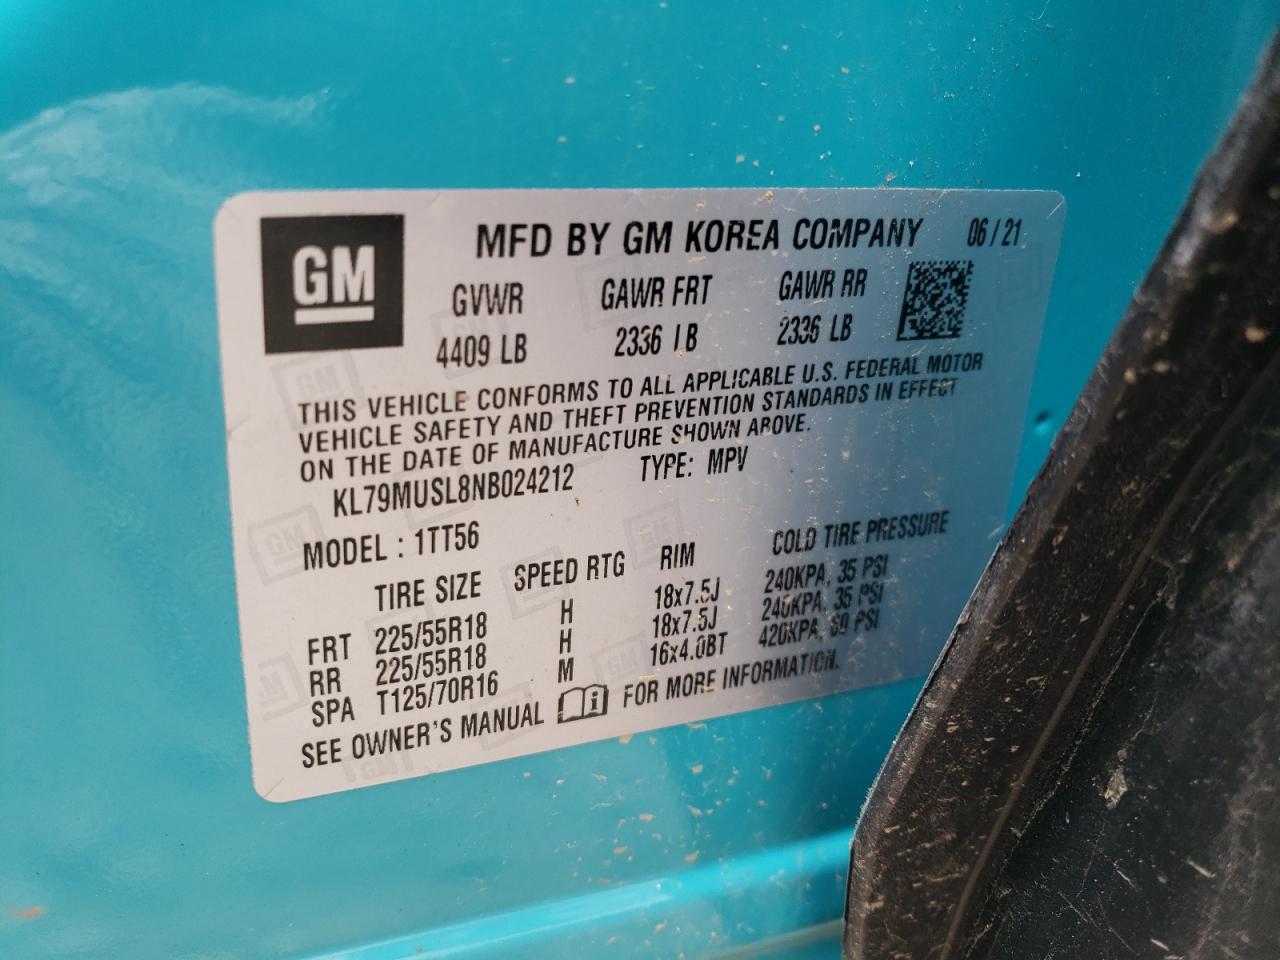 GM
MFD BY GM KOREA COMPANY 06/21
GVWR GAWR FRT GAWR RR
4409 LB 2336 LB 2336 LB
THIS VEHICLE CONFORMS TO ALL APPLICABLE U.S. FEDERAL MOTOR
VEHICLE SAFETY AND THEFT PREVENTION STANDARDS IN EFFECT
ON THE DATE OF MANUFACTURE SHOWN ABOVE.
KL79MUSL8NB024212 TYPE: MPV
MODEL : 1TT56
TIRE SIZE SPEED RTG RIM COLD TIRE PRESSURE
FRT 225/55R18 H 18x7.5J 240KPA, 35 PSI
RR 225/55R18 H 18x7.5J 240KPA, 35 PSI
SPA T125/70R16 M 16x4.0BT 420KPA, 60 PSI
SEE OWNER'S MANUAL i FOR MORE INFORMATION.